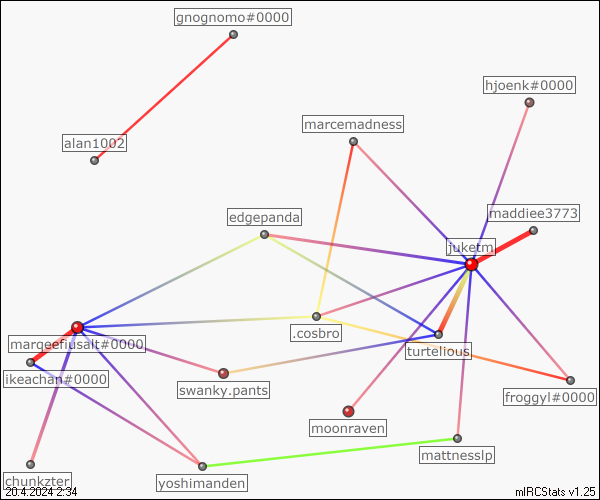 gnognomo#0000
hjoenk#0000
marcemadness
alan1002
maddiee3773
edgepanda
juketm
.cosbro
marqeefiusalt#0000
turtelious
ikeachan#0000
swanky.pants
froggyl#0000
moonraven
mattnesslp
chunkzter
yoshimanden
20.4.2024 2:34
mIRCStats v1.25